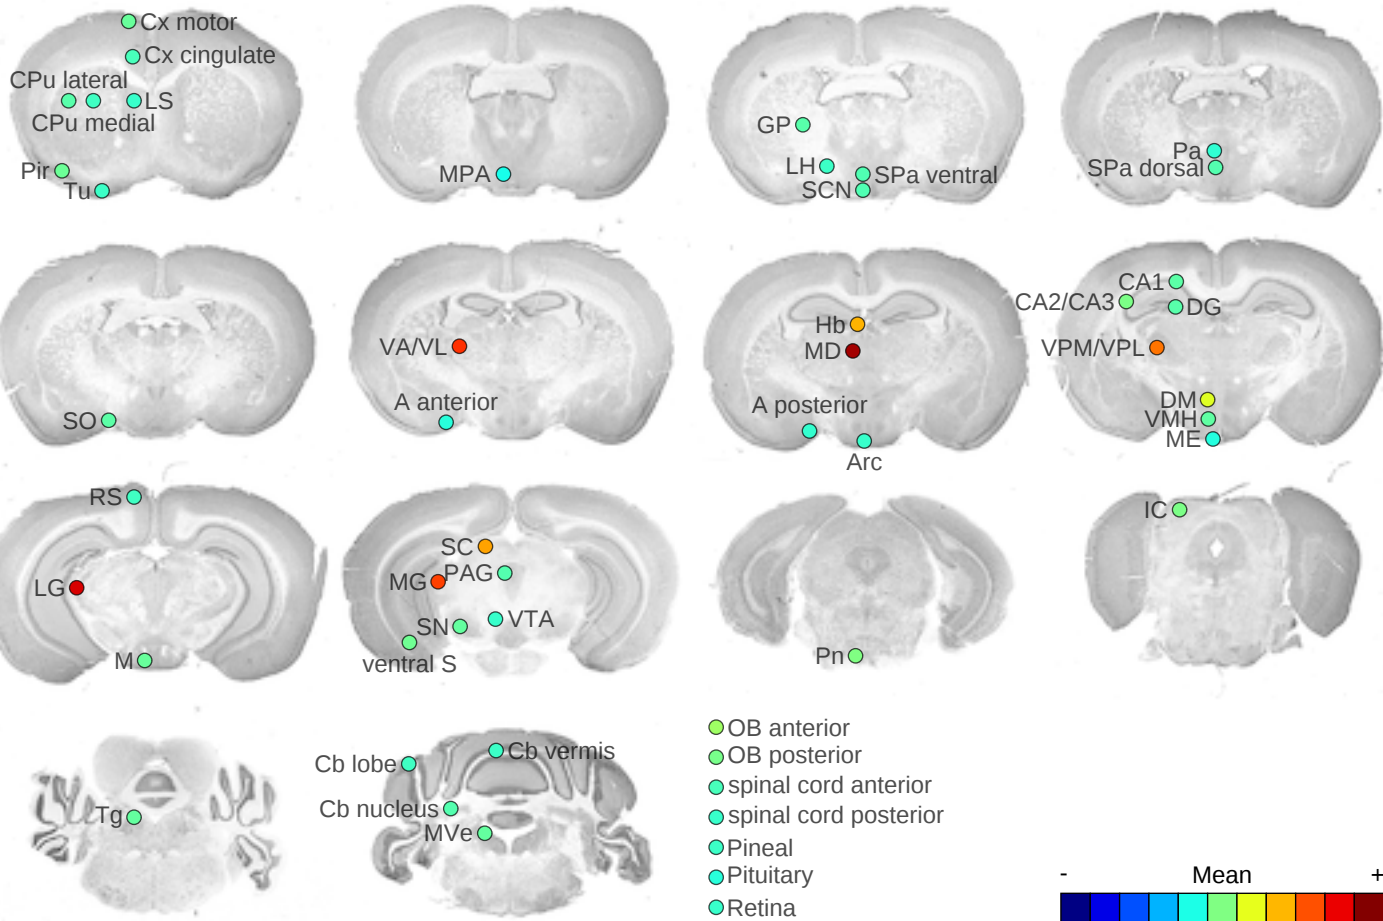 Cx motor
Cx cingulate
CPu lateral
LS
CPu medial
Pir
Tu
MPA
GP
LH
SPa ventral
SCN
Pa
SPa dorsal
SO
VA/VL
A anterior
Hb
MD
A posterior
Arc
CA1
CA2/CA3
DG
VPM/VPL
DM
VMH
ME
RS
LG
M
SC
MG
PAG
SN
VTA
ventral S
Pn
IC
Tg
Cb lobe
Cb vermis
Cb nucleus
MVe
OB anterior
OB posterior
spinal cord anterior
spinal cord posterior
Pineal
Pituitary
Retina
- Mean +